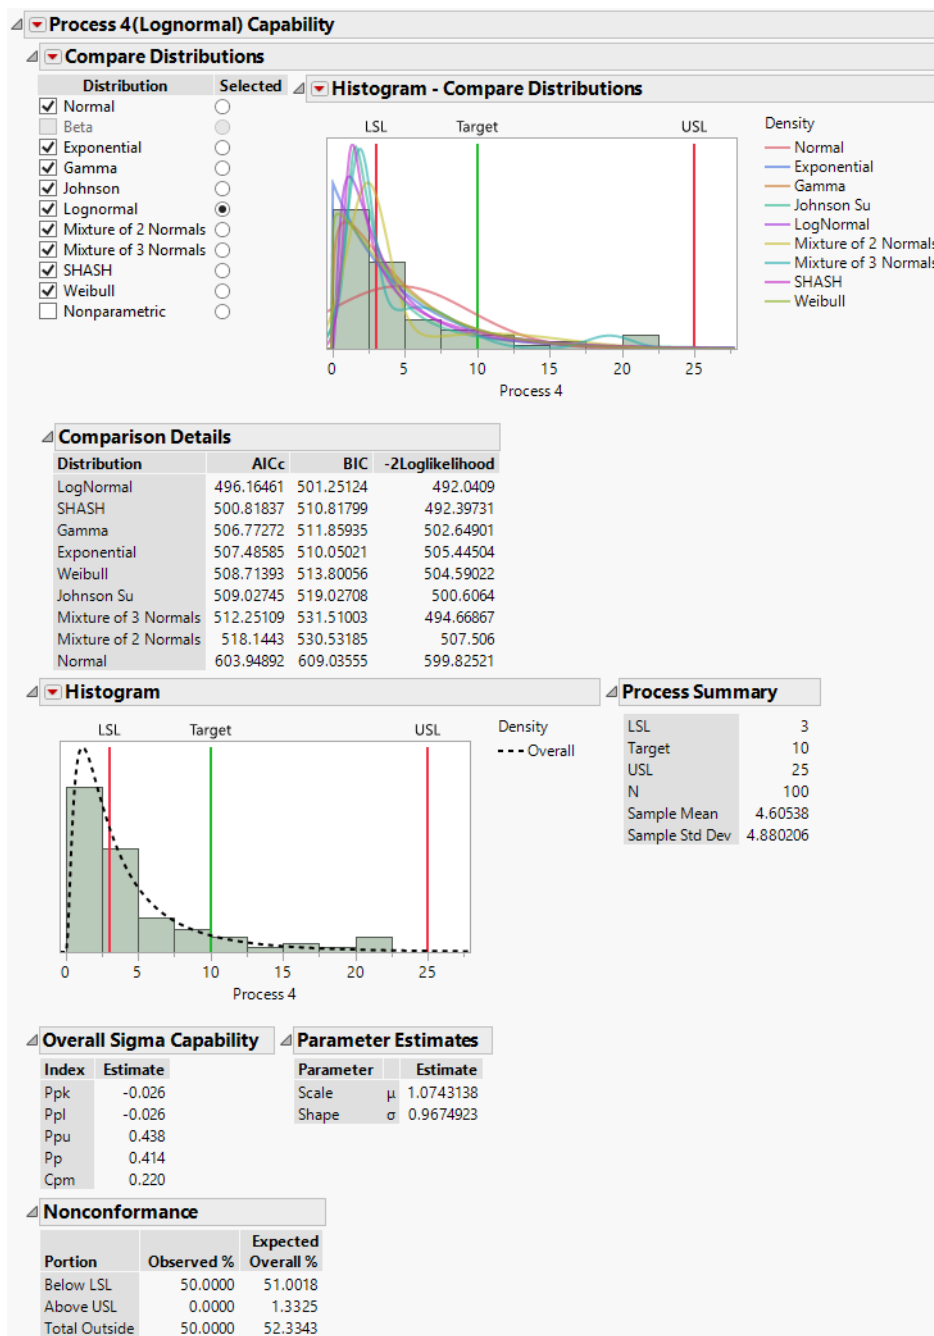 Process 4(Lognormal) Capability
Compare Distributions
Distribution Selected
Normal
Beta
Exponential
Gamma
Johnson
Lognormal
Mixture of 2 Normals
Mixture of 3 Normals
SHASH
Weibull
Nonparametric
Histogram - Compare Distributions
LSL Target USL
0 5 10 15 20 25
Process 4
Density
Normal
Exponential
Gamma
Johnson Su
LogNormal
Mixture of 2 Normals
Mixture of 3 Normals
SHASH
Weibull
Comparison Details
Distribution AICc BIC -2Loglikelihood
LogNormal 496.16461 501.25124 492.0409
SHASH 500.81837 510.81799 492.39731
Gamma 506.77272 511.85935 502.64901
Exponential 507.48585 510.05021 505.44504
Weibull 508.71393 513.80056 504.59022
Johnson Su 509.02745 519.02708 500.6064
Mixture of 3 Normals 512.25109 531.51003 494.66867
Mixture of 2 Normals 518.1443 530.53185 507.506
Normal 603.94892 609.03555 599.82521
Histogram
LSL Target USL
0 5 10 15 20 25
Process 4
Density
Overall
Process Summary
LSL 3
Target 10
USL 25
N 100
Sample Mean 4.60538
Sample Std Dev 4.880206
Overall Sigma Capability
Index Estimate
Ppk -0.026
Ppl -0.026
Ppu 0.438
Pp 0.414
Cpm 0.220
Parameter Estimates
Parameter Estimate
Scale μ 1.0743138
Shape σ 0.9674923
Nonconformance
Portion Observed % Expected Overall %
Below LSL 50.0000 51.0018
Above USL 0.0000 1.3325
Total Outside 50.0000 52.3343